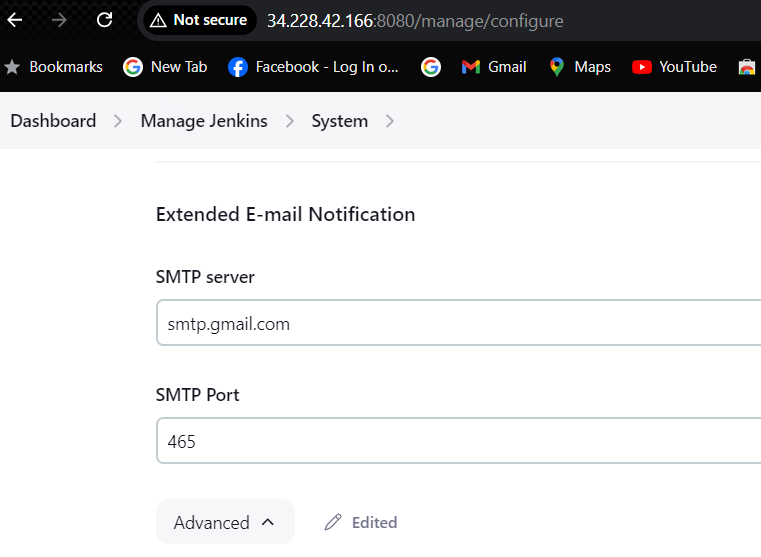 Not secure 34.228.42.166:8080/manage/configure
Bookmarks New Tab Facebook - Log In o... Gmail Maps YouTube
Dashboard Manage Jenkins System
Extended E-mail Notification
SMTP server
smtp.gmail.com
SMTP Port
465
Advanced Edited